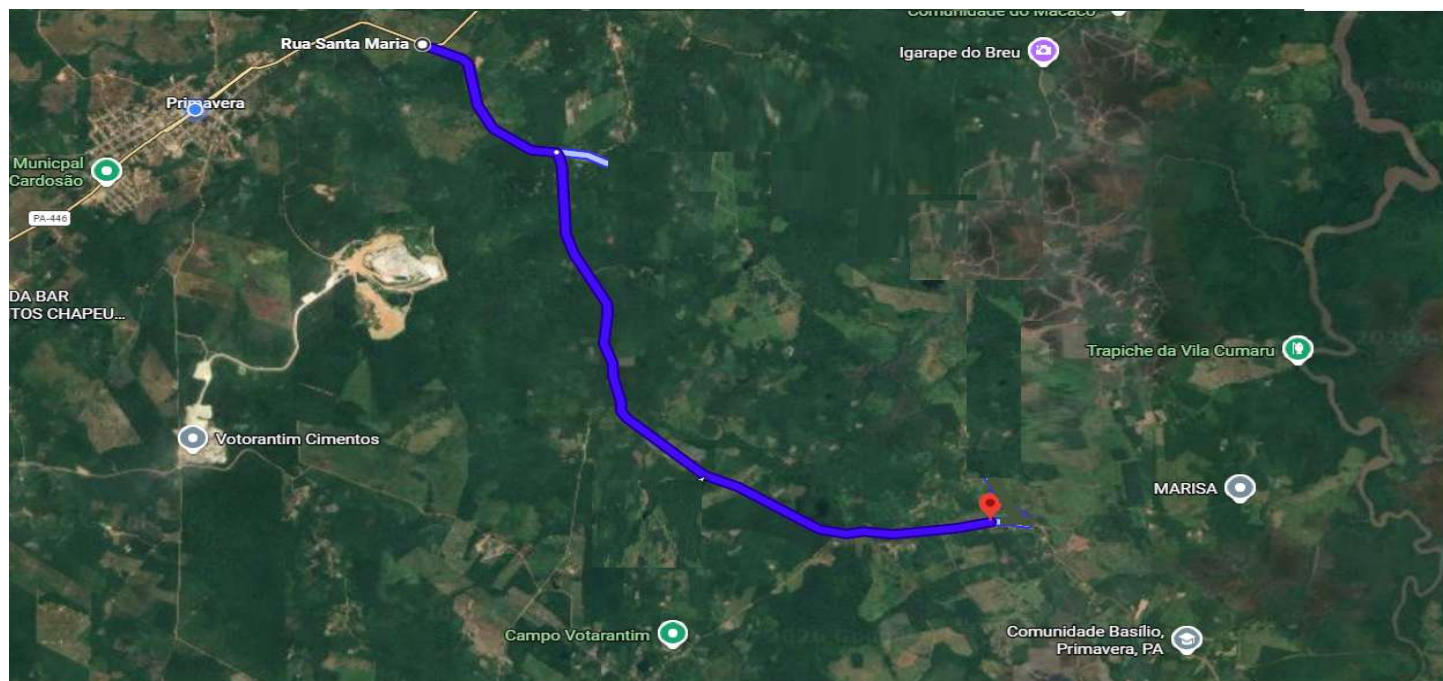 Comunidade do Macaco
Rua Santa Maria
Igarape do Breu
Primavera
Municpal
Cardosão
PA-446
DA BAR
TOS CHAPEU...
Trapiche da Vila Cumaru
Votorantim Cimentos
MARISA
Campo Votarantim
Comunidade Basílio,
Primavera, PA